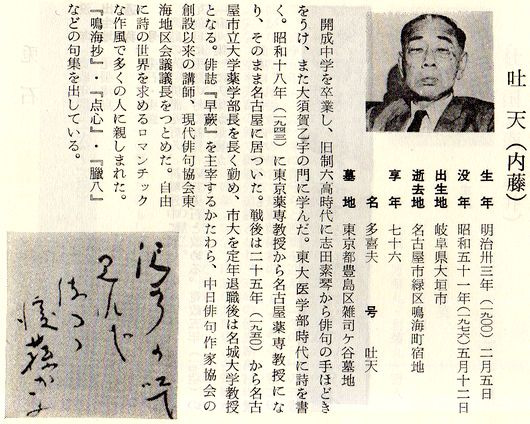 吐天（内藤）
生年 明治卅三年（一九〇〇）二月五日
没年 昭和五十一年（一九七六）五月十二日
出生地 岐阜県大垣市
逝去地 名古屋市緑区鳴海町宿地
享年 七十六
名 多喜夫 号 吐天
墓地 東京都豊島区雑司ケ谷墓地
開成中学を卒業し、旧制六高時代に志田素琴から俳句の手ほどき
をうけ、また大須賀乙字の門に学んだ。東大医学部時代に詩を書
く。昭和十八年（一九四三）に東京薬専教授から名古屋薬専教授にな
り、そのまま名古屋に居ついた。戦後は二十五年（一九五〇）から名古
屋市立大学薬学部長を長く勤め、市大を定年退職後は名城大学教授
となる。俳誌『早蕨』を主宰するかたわら、中日俳句作家協会の
創設以来の講師、現代俳句協会東
海地区会議議長をつとめた。自由
に詩の世界を求めるロマンチック
な作風で多くの人に親しまれた。
『鳴海抄』・『点心』・『臘八』
などの句集を出している。